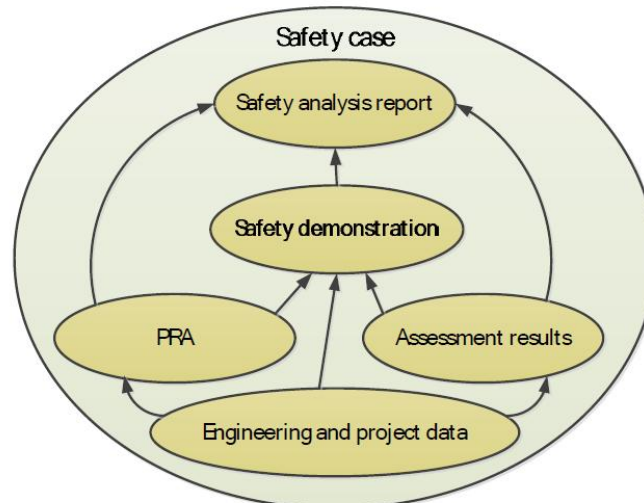 Safety case
Safety analysis report
Safety demonstration
PRA
Assessment results
Engineering and project data